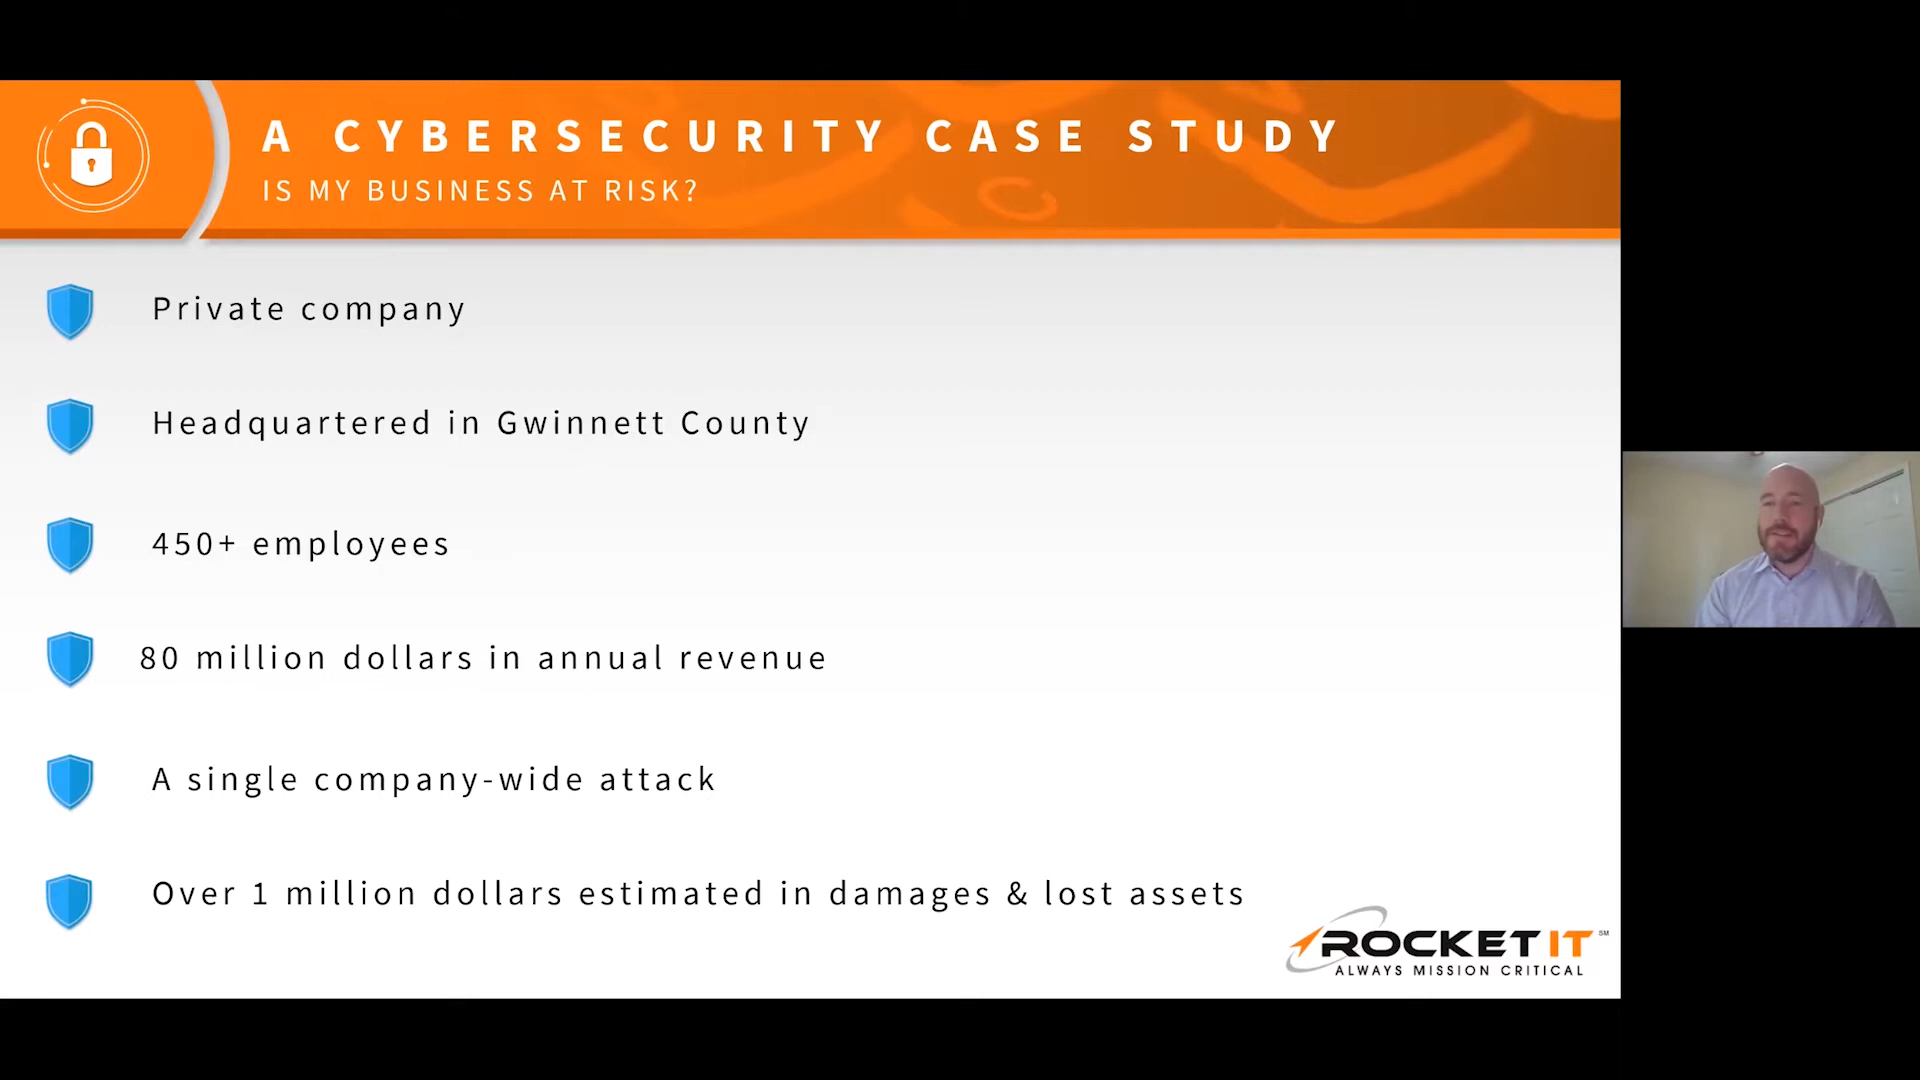 A CYBERSECURITY CASE STUDY
IS MY BUSINESS AT RISK?
Private company
Headquartered in Gwinnett County
450+ employees
80 million dollars in annual revenue
A single company-wide attack
Over 1 million dollars estimated in damages & lost assets
ROCKET IT SM
ALWAYS MISSION CRITICAL